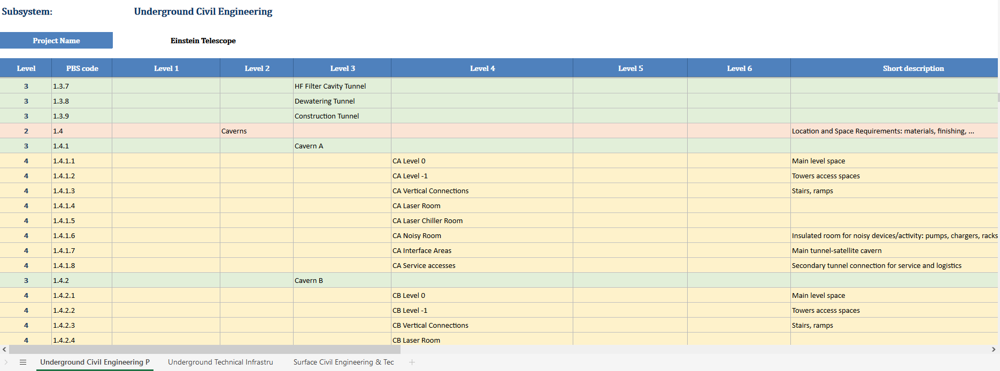 Subsystem: Underground Civil Engineering
Project Name Einstein Telescope
Level PBS code Level 1 Level 2 Level 3 Level 4 Level 5 Level 6 Short description
3 1.3.7 HF Filter Cavity Tunnel
3 1.3.8 Dewatering Tunnel
3 1.3.9 Construction Tunnel
2 1.4 Caverns Location and Space Requirements: materials, finishing, ...
3 1.4.1 Cavern A
4 1.4.1.1 CA Level 0 Main level space
4 1.4.1.2 CA Level -1 Towers access spaces
4 1.4.1.3 CA Vertical Connections Stairs, ramps
4 1.4.1.4 CA Laser Room
4 1.4.1.5 CA Laser Chiller Room
4 1.4.1.6 CA Noisy Room Insulated room for noisy devices/activity: pumps, chargers, racks
4 1.4.1.7 CA Interface Areas Main tunnel-satellite cavern
4 1.4.1.8 CA Service accesses Secondary tunnel connection for service and logistics
3 1.4.2 Cavern B
4 1.4.2.1 CB Level 0 Main level space
4 1.4.2.2 CB Level -1 Towers access spaces
4 1.4.2.3 CB Vertical Connections Stairs, ramps
4 1.4.2.4 CB Laser Room
Underground Civil Engineering P Underground Technical Infrastru Surface Civil Engineering & Tec